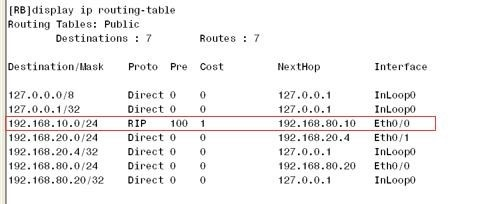 [RB]display ip routing-table
Routing Tables: Public
Destinations : 7 Routes : 7
Destination/Mask Proto Pre Cost NextHop Interface
127.0.0.0/8 Direct 0 0 127.0.0.1 InLoop0
127.0.0.1/32 Direct 0 0 127.0.0.1 InLoop0
192.168.10.0/24 RIP 100 1 192.168.80.10 Eth0/0
192.168.20.0/24 Direct 0 0 192.168.20.4 Eth0/1
192.168.20.4/32 Direct 0 0 127.0.0.1 InLoop0
192.168.80.0/24 Direct 0 0 192.168.80.20 Eth0/0
192.168.80.20/32 Direct 0 0 127.0.0.1 InLoop0